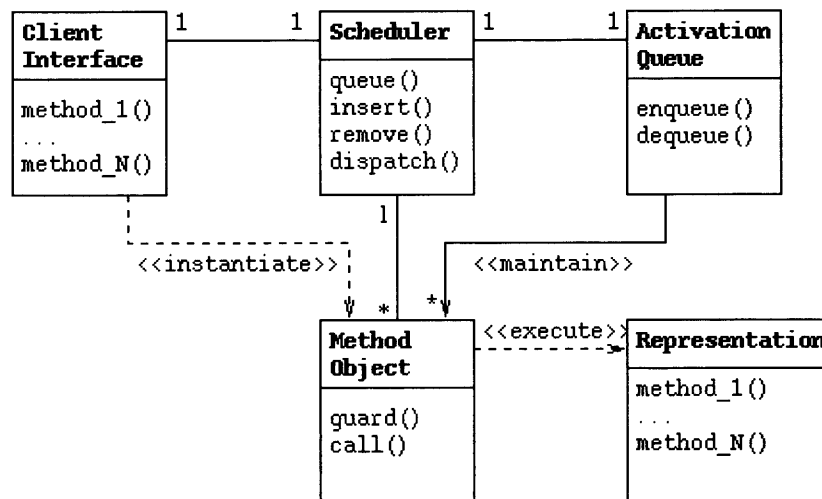 Client
Interface
1
1
Scheduler
1
1
Activation
Queue
method_1()
...
method_N()
queue()
insert()
remove()
dispatch()
enqueue()
dequeue()
1
<<instantiate>>
<<maintain>>
*
*
Method
Object
<<execute>>
Representation
guard()
call()
method_1()
...
method_N()